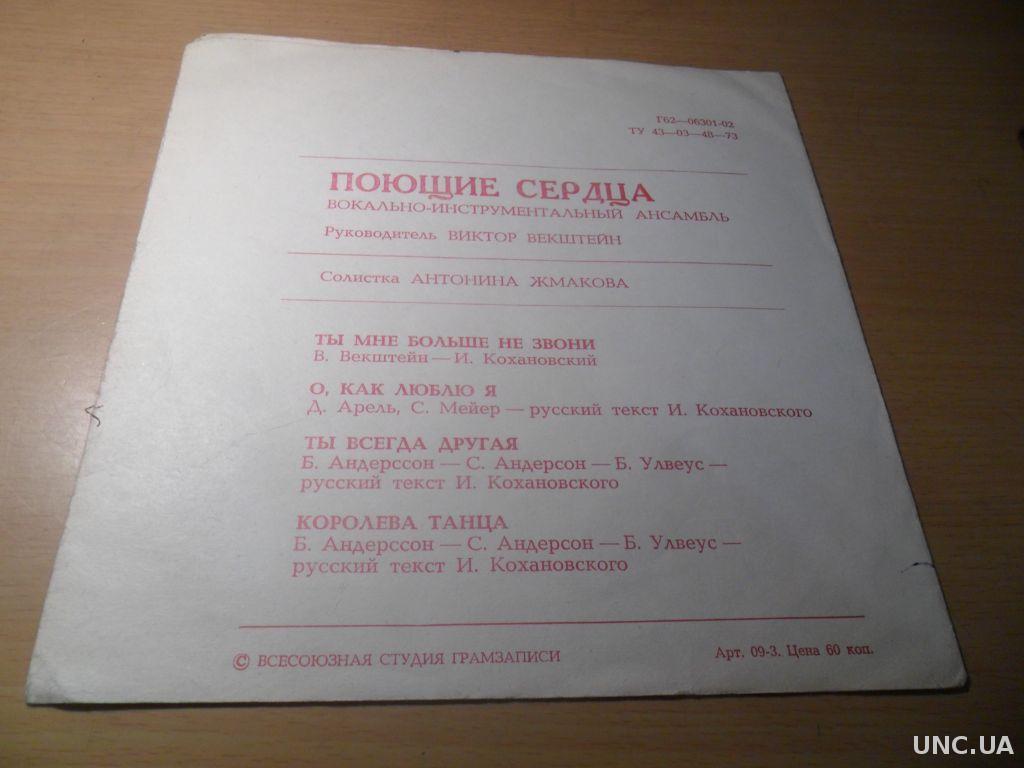 Г62—06301-02
ТУ 43—03—48—73
ПОЮЩИЕ СЕРДЦА
ВОКАЛЬНО-ИНСТРУМЕНТАЛЬНЫЙ АНСАМБЛЬ
Руководитель ВИКТОР ВЕКШТЕЙН
Солистка АНТОНИНА ЖМАКОВА
ТЫ МНЕ БОЛЬШЕ НЕ ЗВОНИ
В. Векштейн — И. Кохановский
О, КАК ЛЮБЛЮ Я
Д. Арель, С. Мейер — русский текст И. Кохановского
ТЫ ВСЕГДА ДРУГАЯ
Б. Андерссон — С. Андерсон — Б. Улвеус —
русский текст И. Кохановского
КОРОЛЕВА ТАНЦА
Б. Андерссон — С. Андерсон — Б. Улвеус —
русский текст И. Кохановского
© ВСЕСОЮЗНАЯ СТУДИЯ ГРАМЗАПИСИ
Арт. 09-3. Цена 60 коп.
UNC.UA